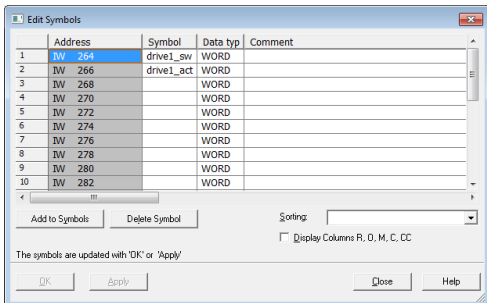 Edit Symbols
Address Symbol Data typ Comment
1 IW 264 drive1_sw WORD
2 IW 266 drive1_act WORD
3 IW 268 WORD
4 IW 270 WORD
5 IW 272 WORD
6 IW 274 WORD
7 IW 276 WORD
8 IW 278 WORD
9 IW 280 WORD
10 IW 282 WORD
Add to Symbols Delete Symbol Sorting:
Display Columns R, O, M, C, CC
The symbols are updated with 'OK' or 'Apply'
OK Apply Close Help